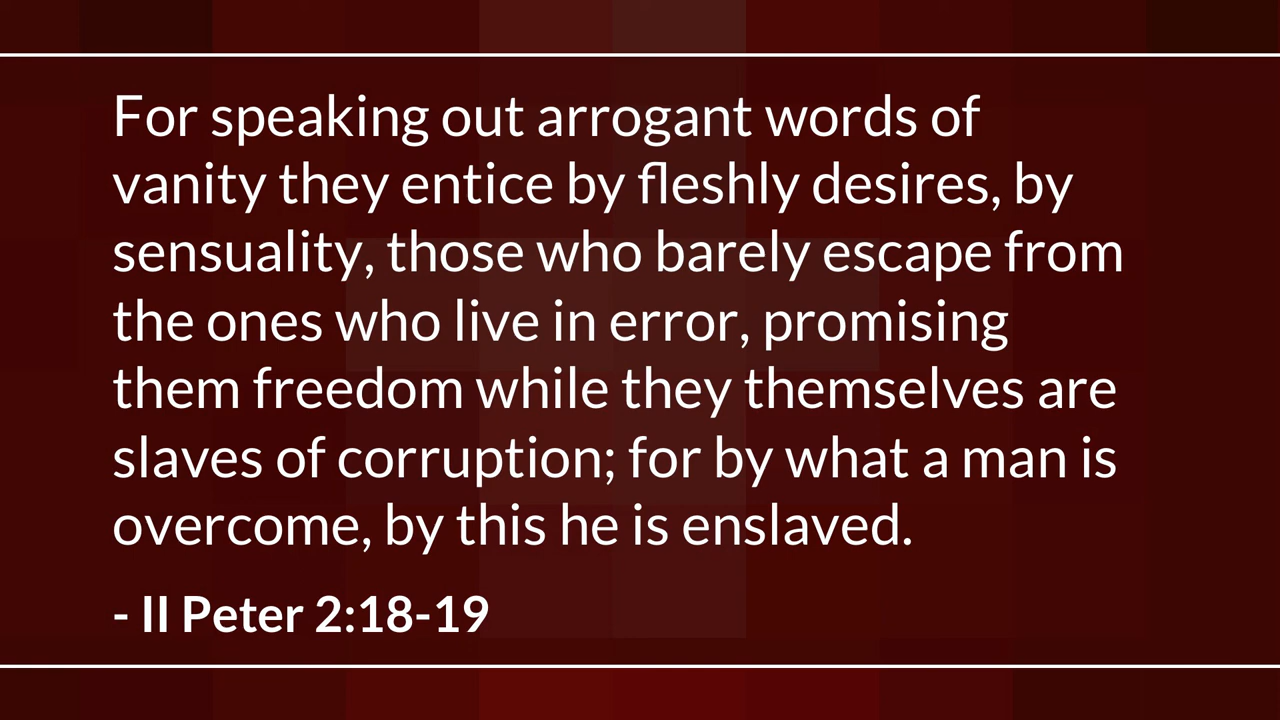 For speaking out arrogant words of
vanity they entice by fleshly desires, by
sensuality, those who barely escape from
the ones who live in error, promising
them freedom while they themselves are
slaves of corruption; for by what a man is
overcome, by this he is enslaved.
- II Peter 2:18-19